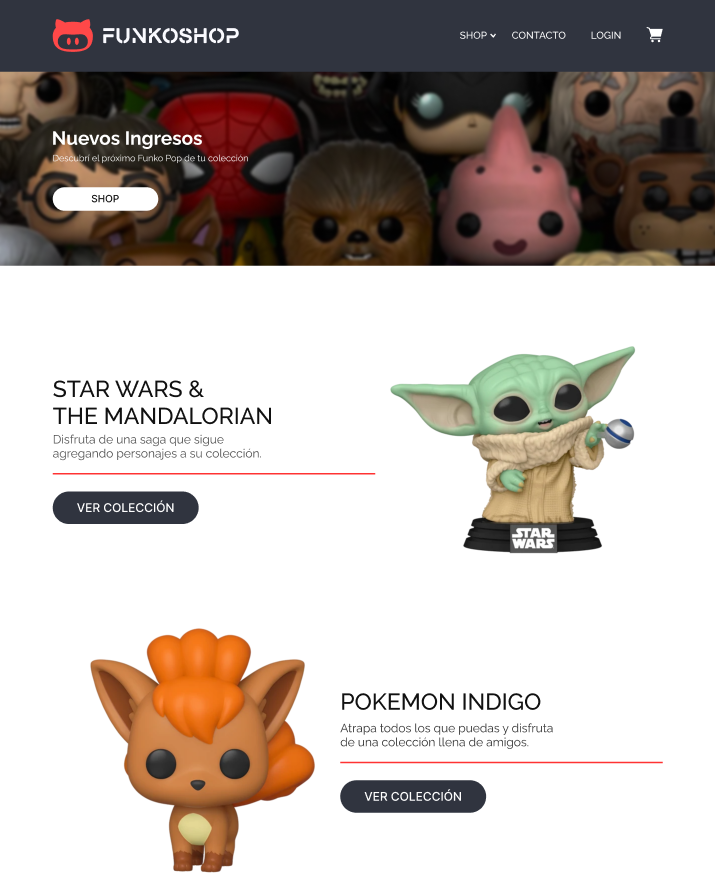 FUNKOSHOP
SHOP
CONTACTO
LOGIN
Nuevos Ingresos
Descubrí el próximo Funko Pop de tu colección
SHOP
STAR WARS &
THE MANDALORIAN
Disfruta de una saga que sigue
agregando personajes a su colección.
VER COLECCIÓN
STAR
WARS
POKEMON INDIGO
Atrapa todos los que puedas y disfruta
de una colección llena de amigos.
VER COLECCIÓN